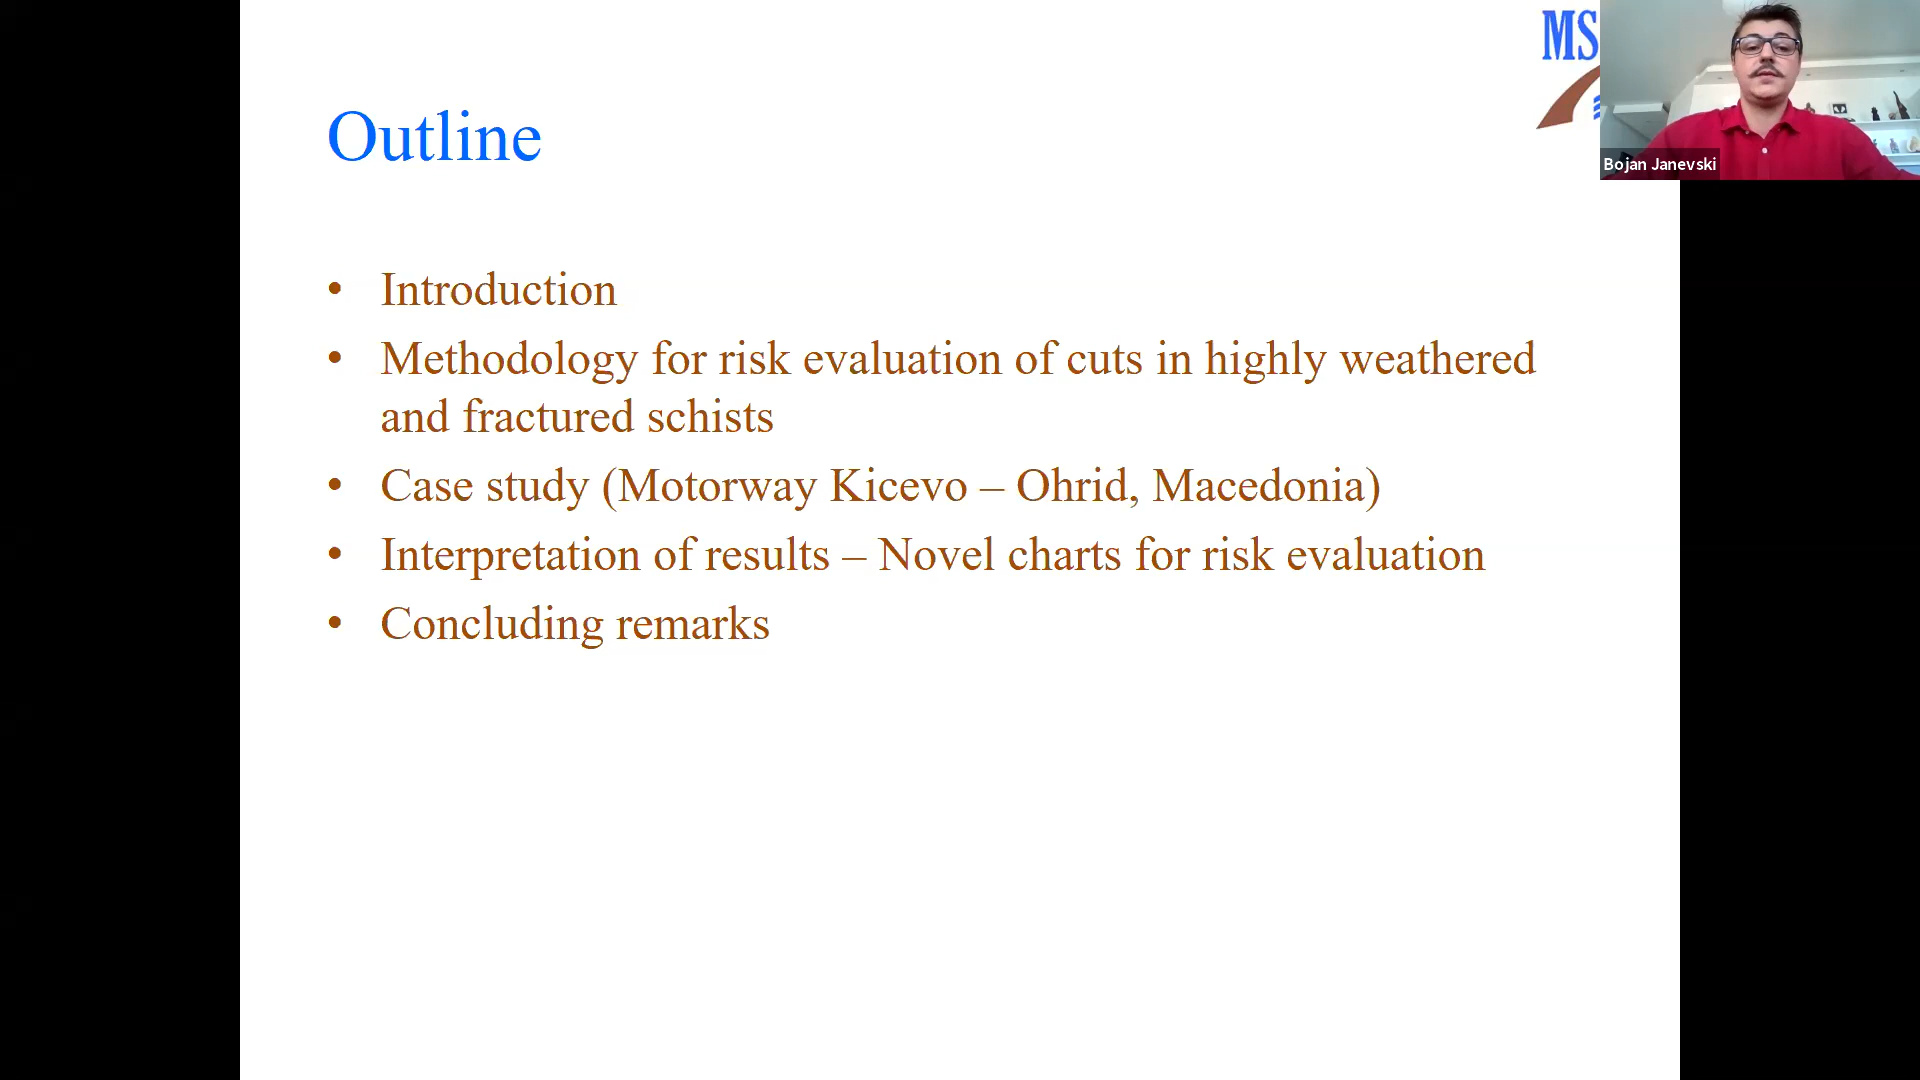 MS
Outline
Bojan Janevski
• Introduction
• Methodology for risk evaluation of cuts in highly weathered
and fractured schists
• Case study (Motorway Kicevo – Ohrid, Macedonia)
• Interpretation of results – Novel charts for risk evaluation
• Concluding remarks